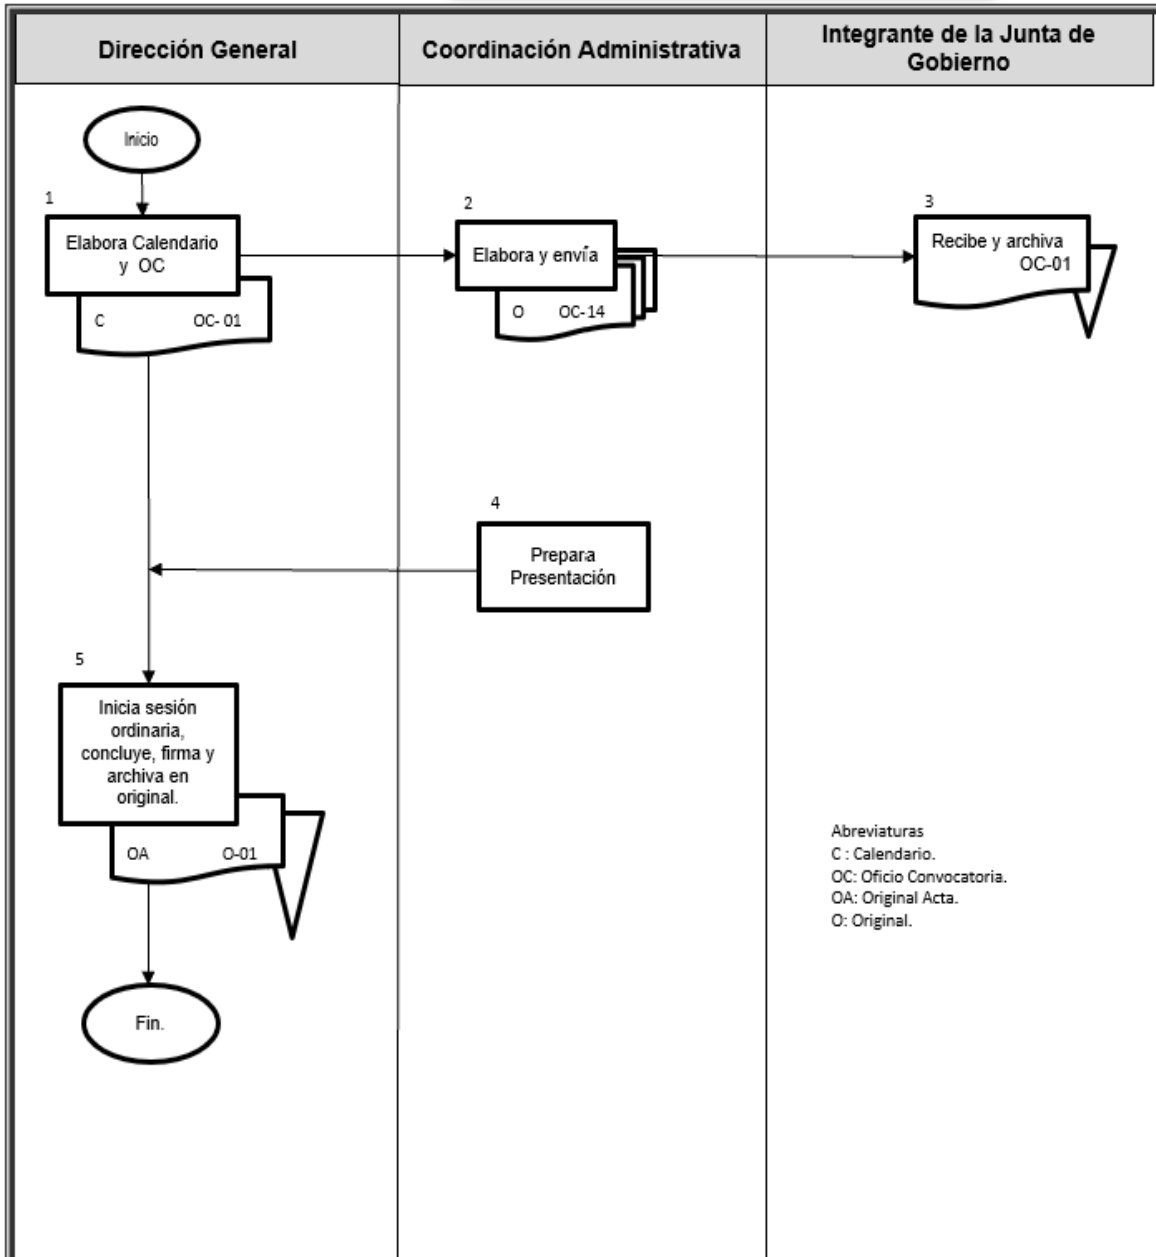 Dirección General
Coordinación Administrativa
Integrante de la Junta de
Gobierno
Inicio
1
Elabora Calendario
y OC
C OC- 01
2
Elabora y envía
O OC-14
3
Recibe y archiva
OC-01
4
Prepara
Presentación
5
Inicia sesión
ordinaria,
concluye, firma y
archiva en
original.
OA O-01
Fin.
Abreviaturas
C : Calendario.
OC: Oficio Convocatoria.
OA: Original Acta.
O: Original.